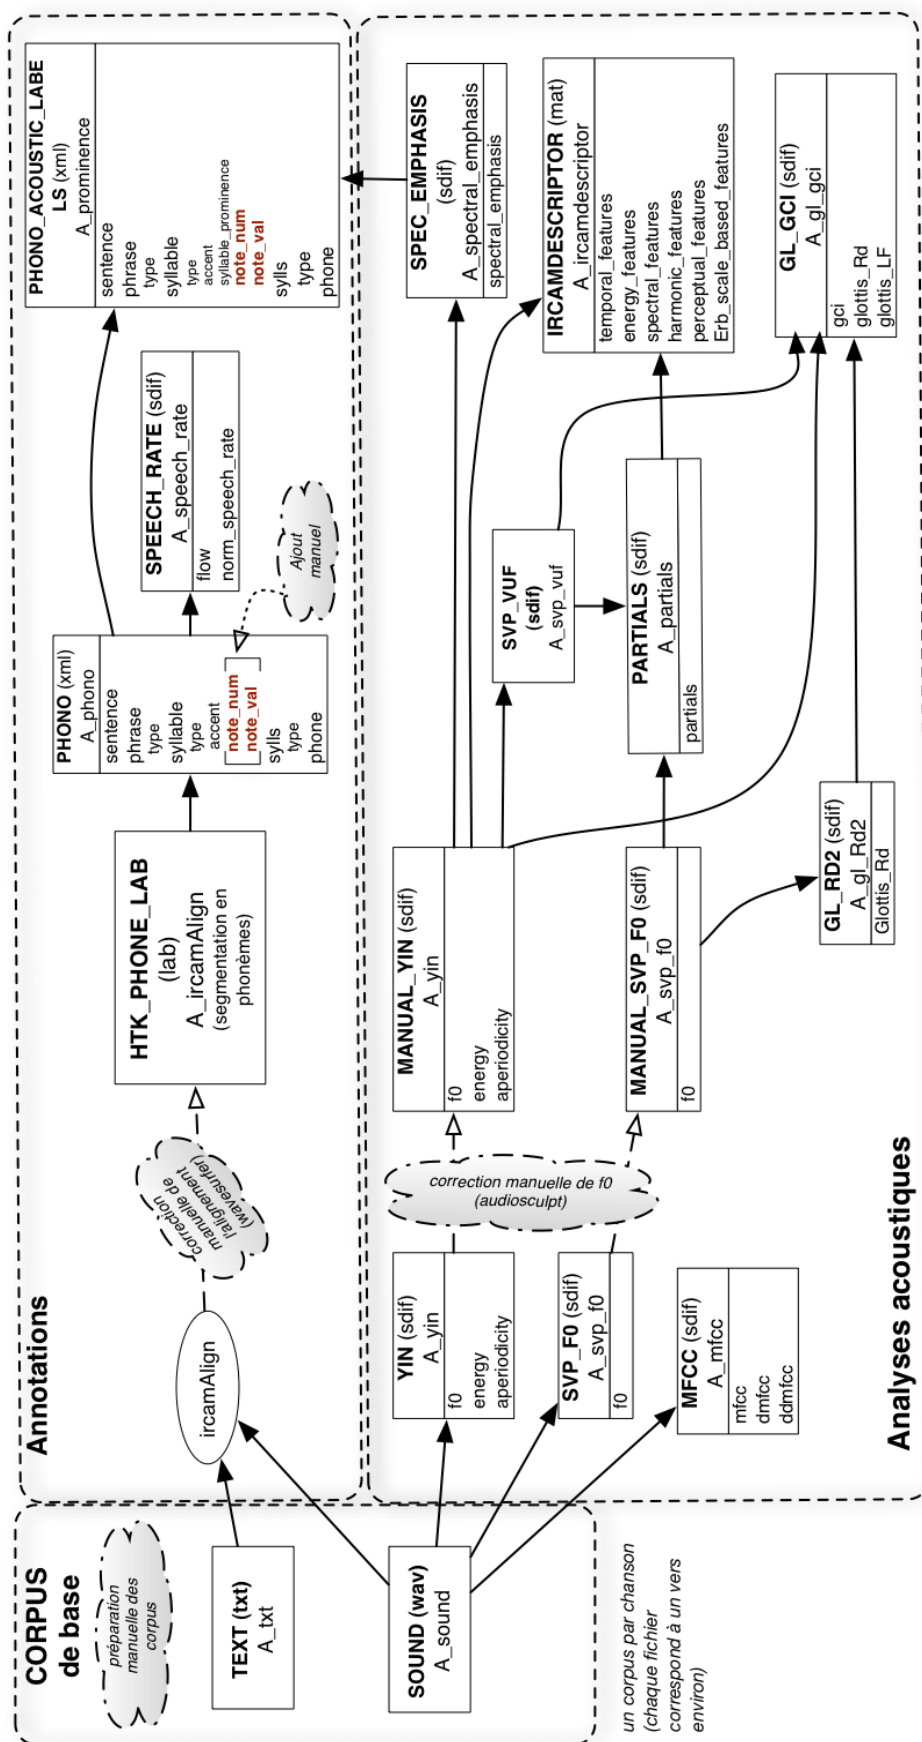 CORPUS
de base
préparation
manuelle des
corpus
TEXT (txt)
A_txt
SOUND (wav)
A_sound
un corpus par chanson
(chaque fichier
correspond à un vers
environ)
Annotations
ircamAlign
correction
manuelle de
l'alignement
(wavesurfer)
HTK_PHONE_LAB
(lab)
A_ircamAlign
(segmentation en
phonèmes)
PHONO (xml)
A_phono
sentence
phrase
type
syllable
type
accent
note_num
note_val
sylls
type
phone
Ajout
manuel
SPEECH_RATE (sdif)
A_speech_rate
flow
norm_speech_rate
PHONO_ACOUSTIC_LABE
LS (xml)
A_prominence
sentence
phrase
type
syllable
type
accent
syllable_prominence
note_num
note_val
sylls
type
phone
YIN (sdif)
A_yin
f0
energy
aperiodicity
SVP_F0 (sdif)
A_svp_f0
f0
MFCC (sdif)
A_mfcc
mfcc
dmfcc
ddmfcc
correction manuelle de f0
(audiosculpt)
MANUAL_YIN (sdif)
A_yin
f0
energy
aperiodicity
MANUAL_SVP_F0 (sdif)
A_svp_f0
f0
GL_RD2 (sdif)
A_gl_Rd2
Glottis_Rd
SVP_VUF
(sdif)
A_svp_vuf
PARTIALS (sdif)
A_partials
partials
SPEC_EMPHASIS
(sdif)
A_spectral_emphasis
spectral_emphasis
IRCAMDESCRIPTOR (mat)
A_ircamdescriptor
temporal_features
energy_features
spectral_features
harmonic_features
perceptual_features
Erb_scale_based_features
GL_GCI (sdif)
A_gl_gci
gci
glottis_Rd
glottis_LF
Analyses acoustiques